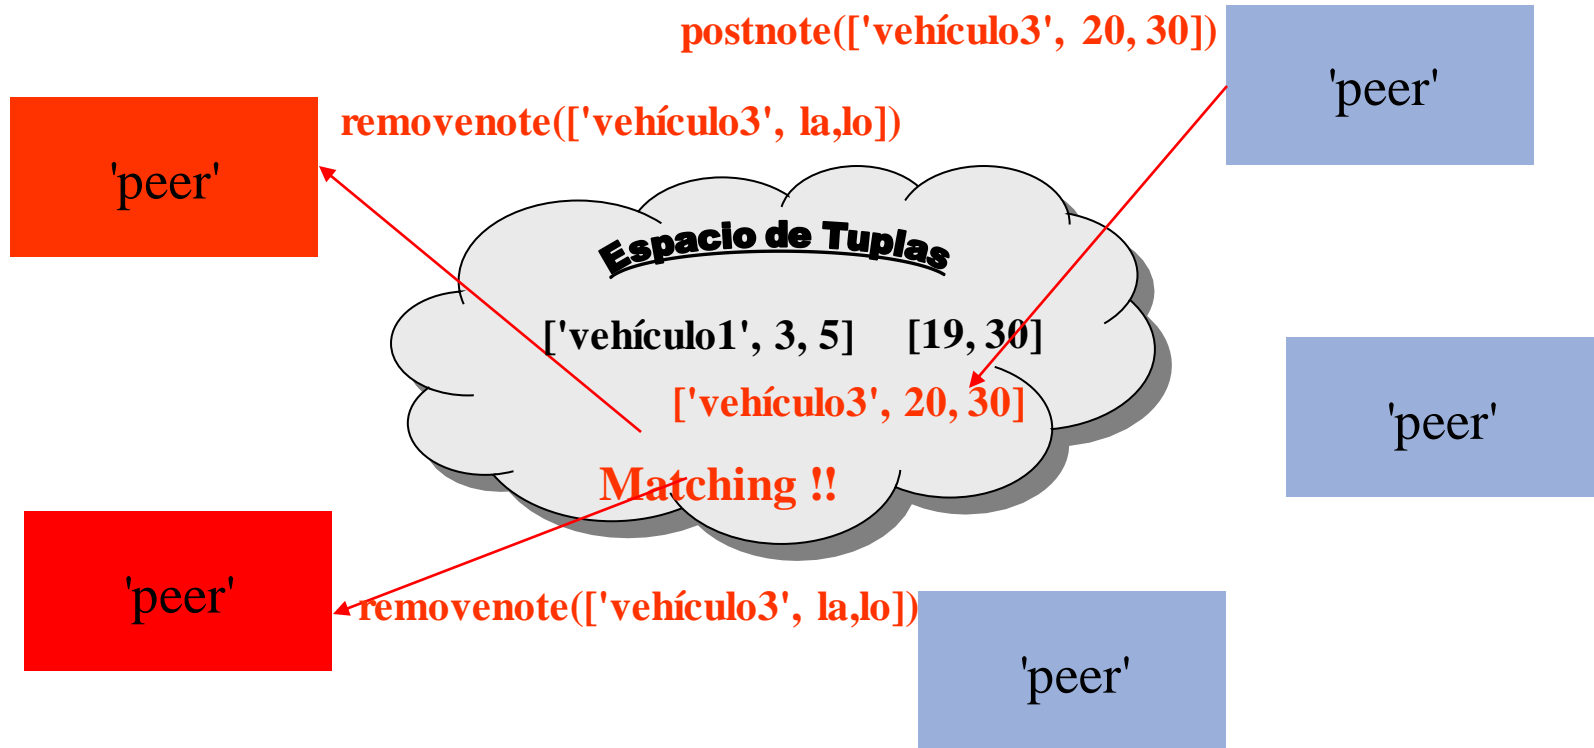 postnote(['vehículo3', 20, 30])
'peer'
removenote(['vehículo3', la,lo])
'peer'
Espacio de Tuplas
['vehículo1', 3, 5] [19, 30]
['vehículo3', 20, 30]
'peer'
Matching !!
'peer'
removenote(['vehículo3', la,lo])
'peer'